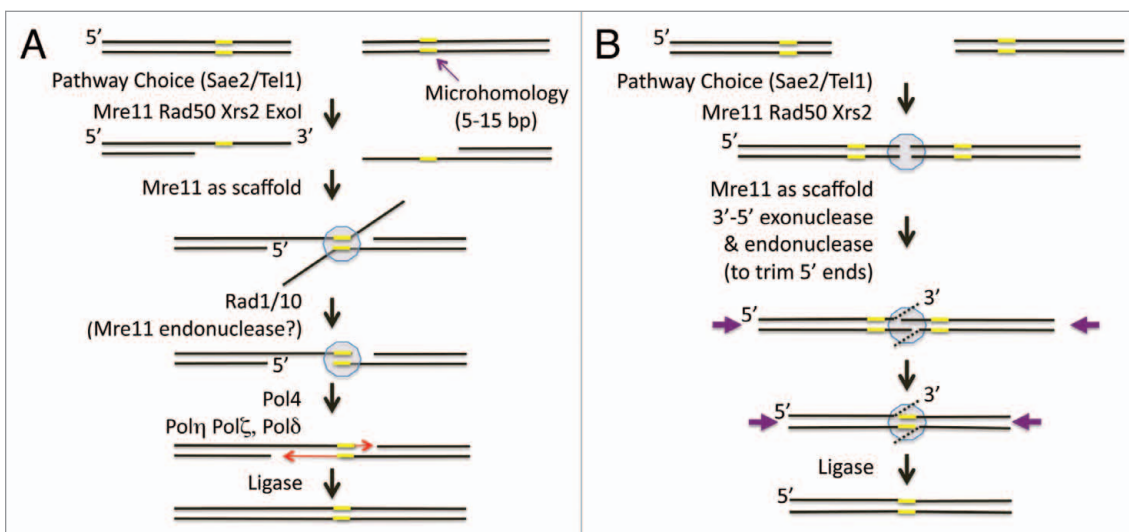 A
5’
Pathway Choice (Sae2/Tel1)
Microhomology
(5-15 bp)
Mre11 Rad50 Xrs2 ExoI
5’
3’
Mre11 as scaffold
5’
Rad1/10
(Mre11 endonuclease?)
5’
Pol4
Polη Polζ, Polδ
Ligase
B
5’
Pathway Choice (Sae2/Tel1)
Mre11 Rad50 Xrs2
5’
Mre11 as scaffold
3’-5’ exonuclease
& endonuclease
(to trim 5’ ends)
3’
5’
3’
5’
Ligase
5’